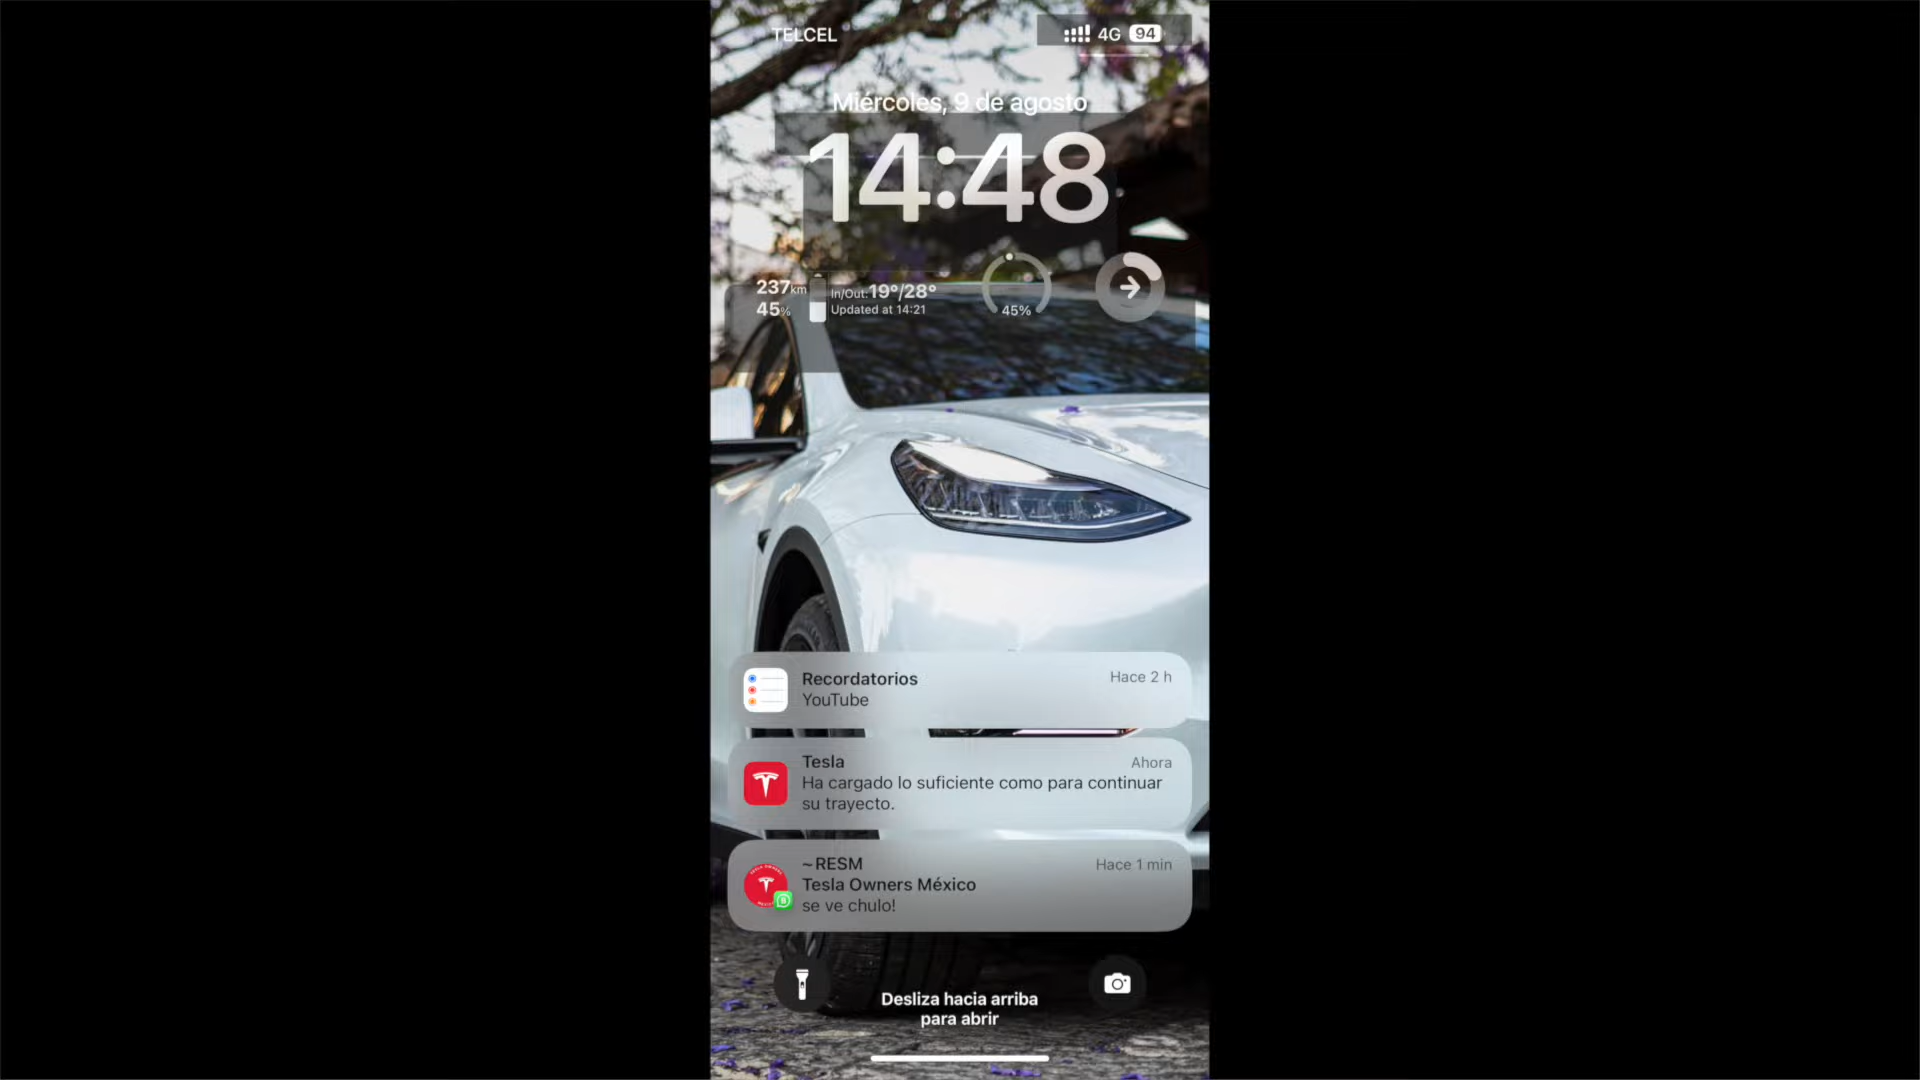 TELCEL
4G 94
Miércoles, 9 de agosto
14:48
237km
45%
In/Out:19°/28°
Updated at 14:21
45%
Recordatorios
Hace 2 h
YouTube
Tesla
Ahora
Ha cargado lo suficiente como para continuar
su trayecto.
~RESM
Hace 1 min
Tesla Owners México
se ve chulo!
Desliza hacia arriba
para abrir